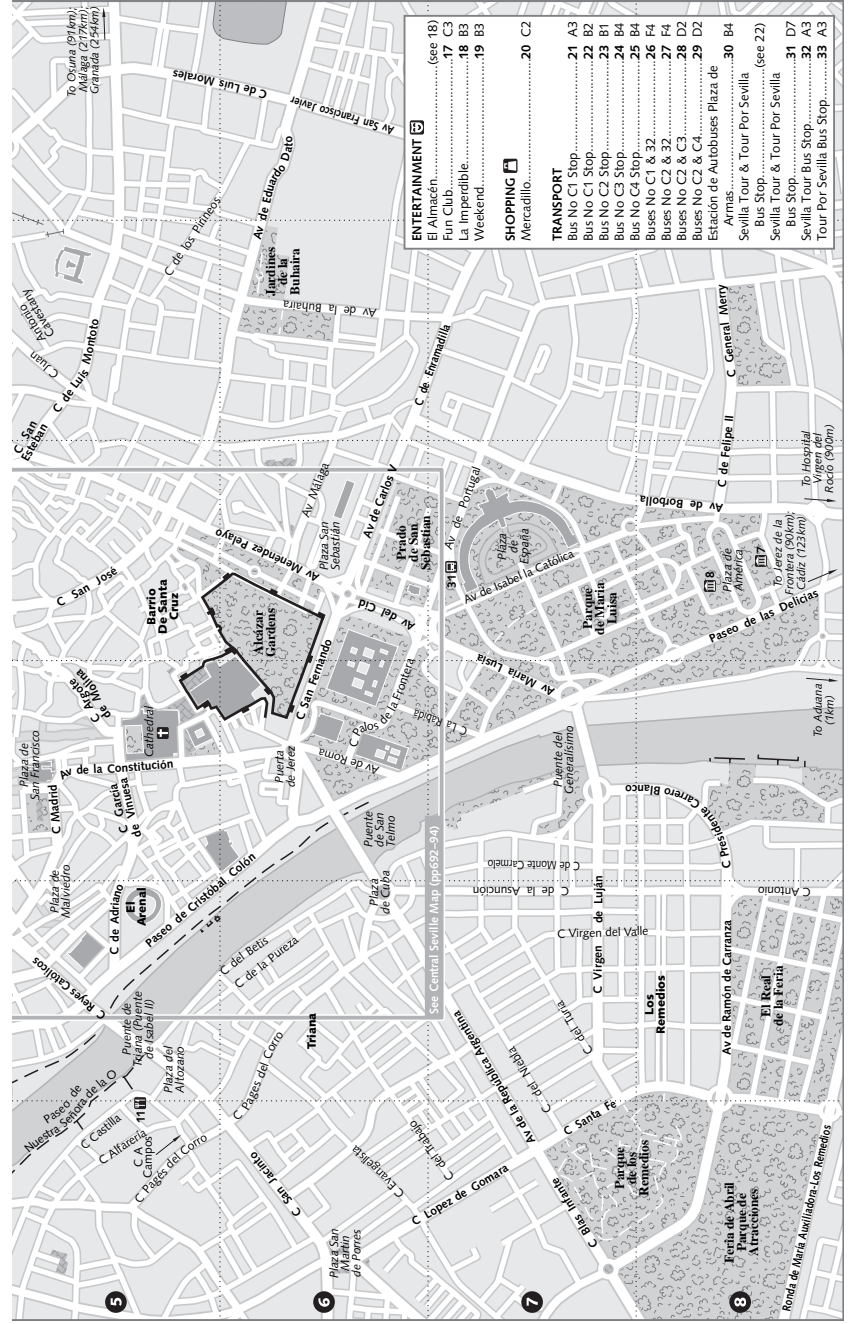 ENTERTAINMENT
El Almacén (see 18)
Fun Club 17 C3
La Imperdible 18 B3
Weekend 19 B3
SHOPPING
Mercadillo 20 C2
TRANSPORT
Bus No C1 Stop 21 A3
Bus No C1 Stop 22 B2
Bus No C2 Stop 23 B1
Bus No C3 Stop 24 B4
Bus No C4 Stop 25 B4
Buses No C1 & 32 26 F4
Buses No C2 & 32 27 F4
Buses No C2 & C3 28 D2
Buses No C2 & C4 29 D2
Estación de Autobuses Plaza de
Armas 30 B4
Sevilla Tour & Tour Por Sevilla
Bus Stop (see 22)
Sevilla Tour & Tour Por Sevilla
Bus Stop 31 D7
Sevilla Tour Bus Stop 32 A3
Tour Por Sevilla Bus Stop 33 A3
To Osuna (91km);
Málaga (217km);
Granada (254km)
C de Luis Morales
Av San Francisco Javier
Av de Eduardo Dato
C de los Pirineos
Jardines
de la
Buhaira
Av de la Buhaira
C Juan
Antonio
Cavestany
C de Luis Montoto
C San
Esteban
C de Enramadilla
C General Merry
C de Felipe II
Av de Borbolla
To Hospital
Virgen del
Rocío (900m)
Av Málaga
Plaza San
Sebastián
Av de Carlos V
Prado
de San
Sebastian
Av Menéndez Pelayo
Av de Portugal
31
Plaza
de
España
Av de Isabel la Católica
Av del Cid
Parque
de María
Luisa
8
Plaza de
América
7
To Jerez de la
Frontera (90km);
Cádiz (123km)
Paseo de las Delicias
C San José
Barrio
De Santa
Cruz
Alcázar
Gardens
C San Fernando
C Palos de la Frontera
C La Rabida
Av María Lusia
C Argote
de Molina
Cathedral
Plaza de
San Francisco
Av de la Constitución
Puerta
de Jerez
Av de Roma
Puente del
Generalísimo
To Aduana
(1km)
C Madrid
C García
de Vinuesa
Plaza de
Malviedro
C de Adriano
El
Arenal
Paseo de Cristóbal Colón
Puente
de San
Telmo
Plaza
de Cuba
See Central Seville Map (pp692–94)
C Presidente Carrero Blanco
C de Monte Carmelo
C de la Asunción
C Antonio
C Virgen de Luján
C Virgen del Valle
Los
Remedios
Av de Ramón de Carranza
El Real
de la Feria
C Reyes Católicos
C del Betis
C de la Pureza
Puente de
Triana (Puente
de Isabel II)
Paseo de
Nuestra Señora de la O
Plaza del
Altozano
11
C Castilla
C Alfarería
C A
Campos
C Pagés del Corro
C Pages del Corro
Triana
C San Jacinto
C Evangelista
C del Trabajo
Plaza San
Martín
de Porres
C Lopez de Gomara
Av de la República Argentina
C del Niebla
C del Turia
C Santa Fe
C Blas Infante
Parque
de los
Remedios
Feria de Abril
Parque de
Atracciones
Ronda de María Auxiliadora-Los Remedios
5
6
7
8